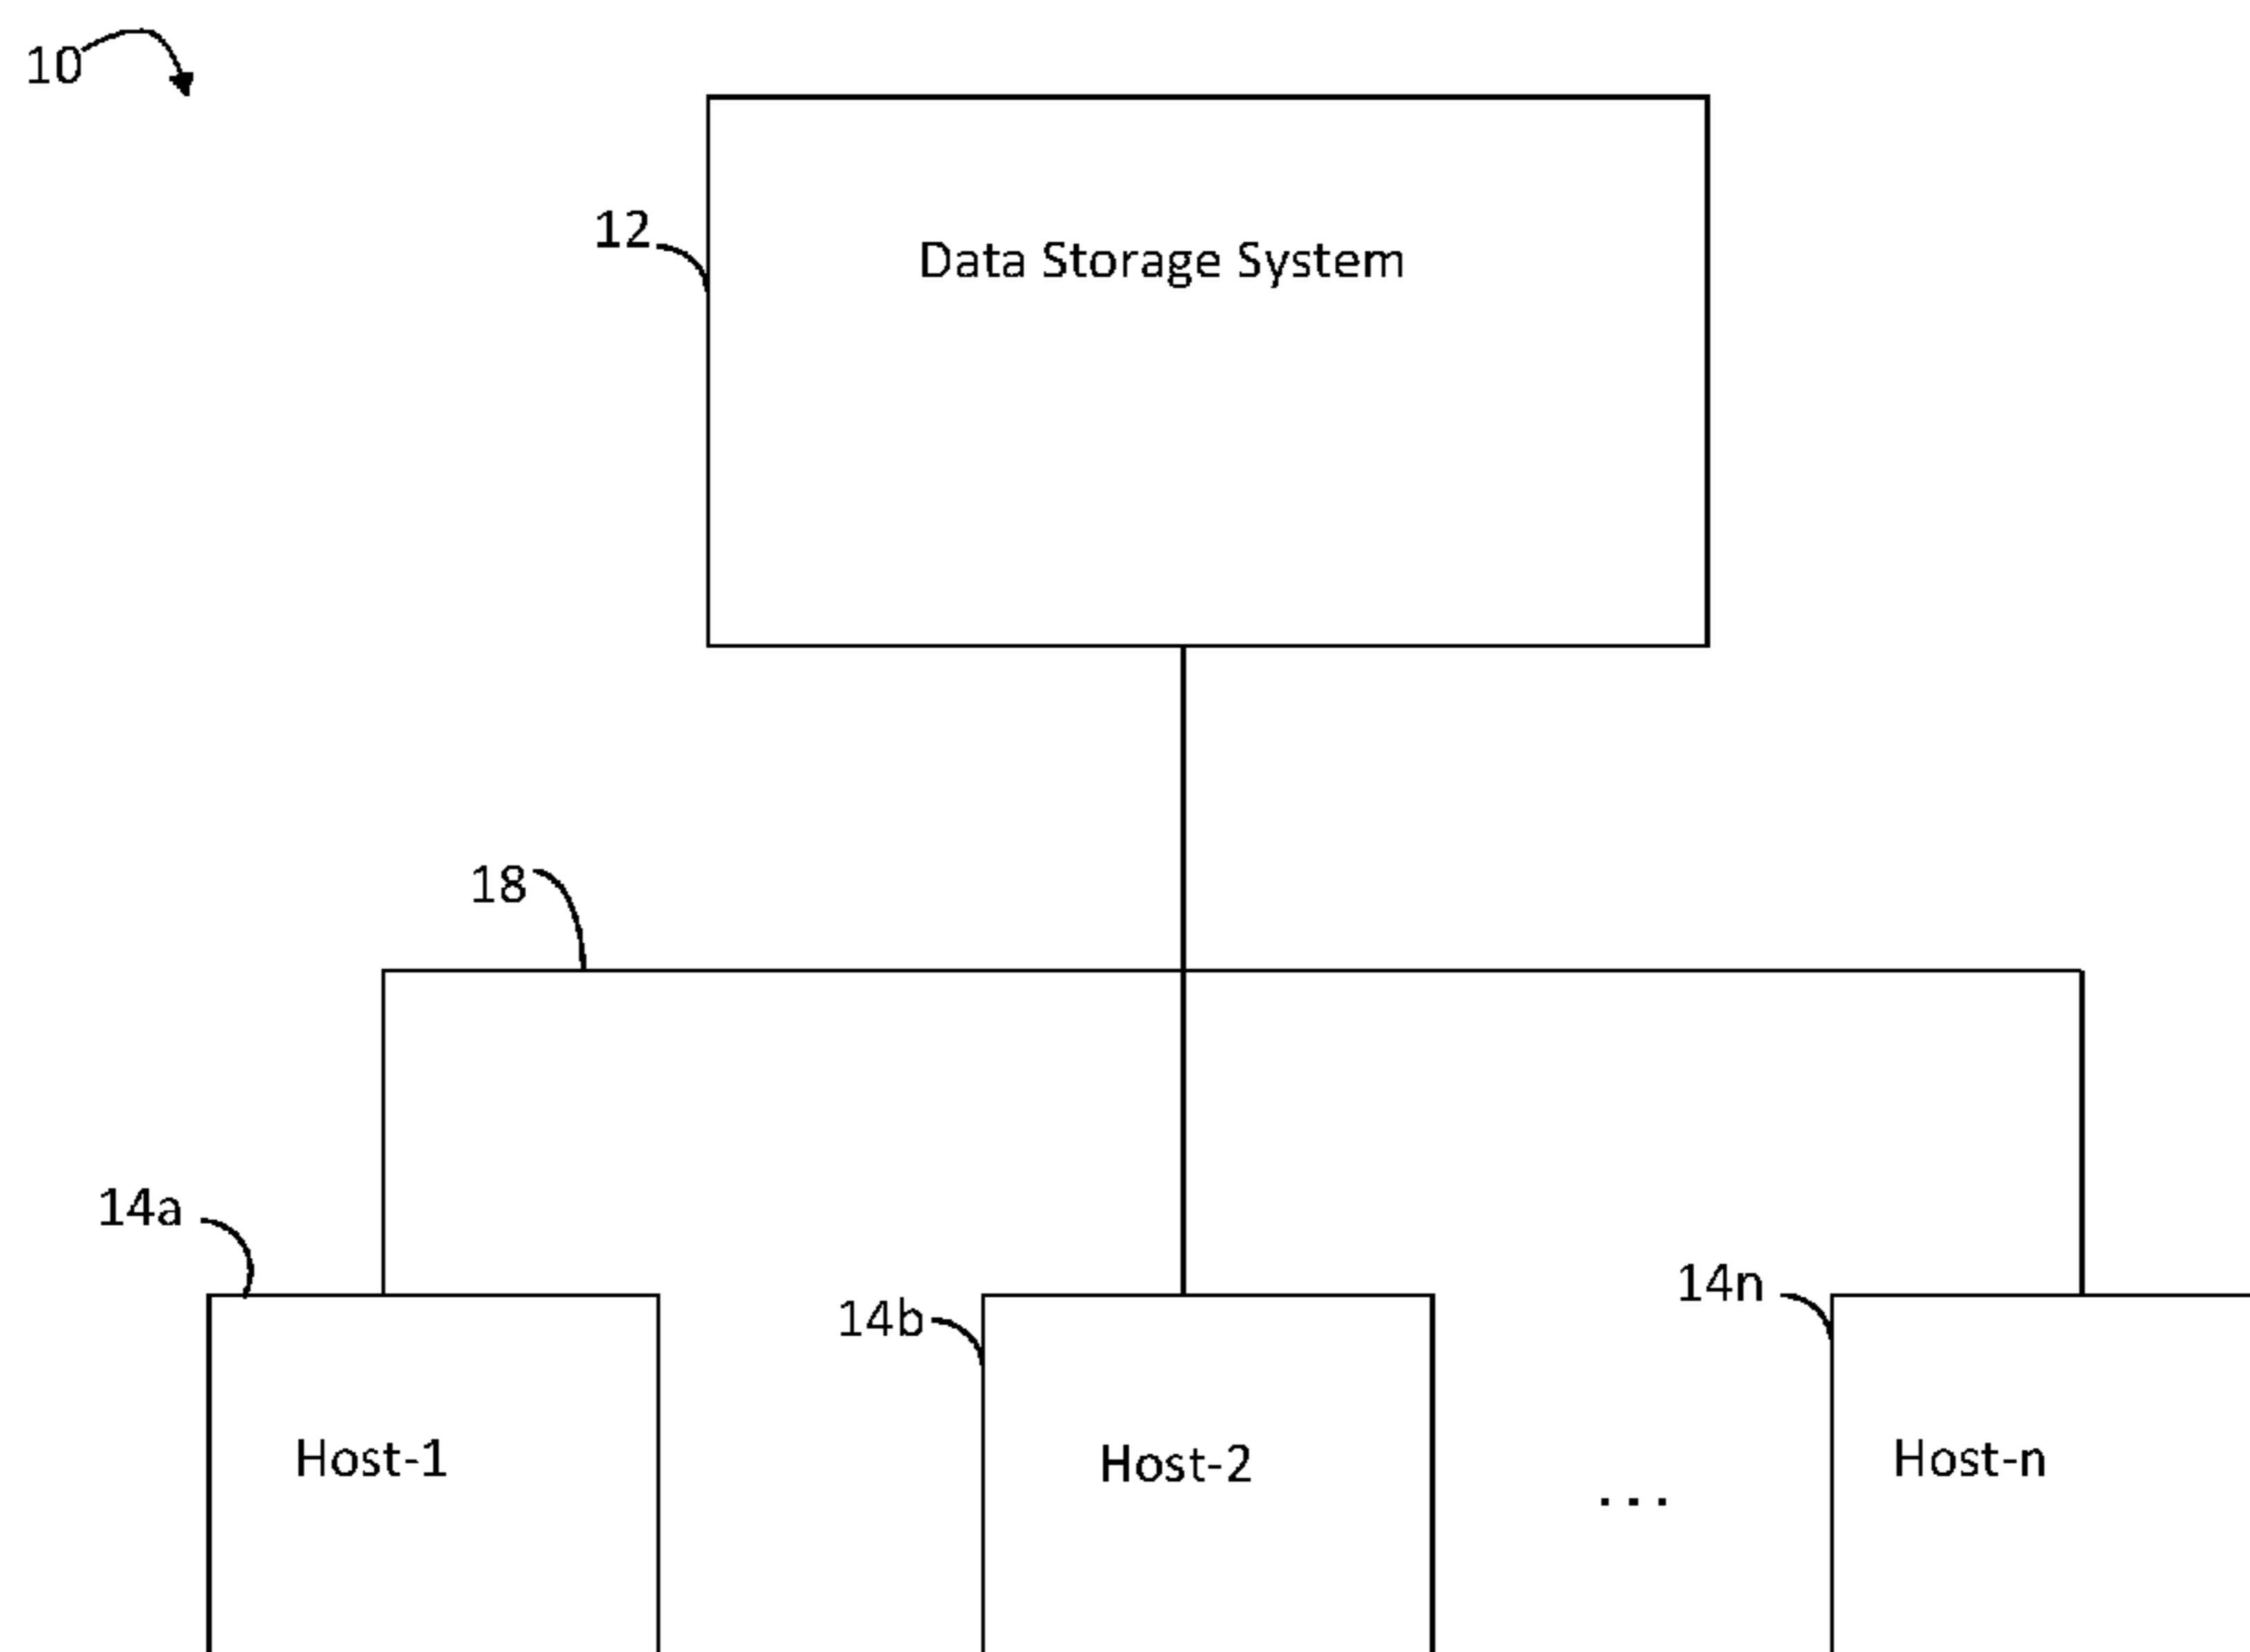 10
12
Data Storage System
18
14a
14b
14n
Host-1
Host-2
...
Host-n